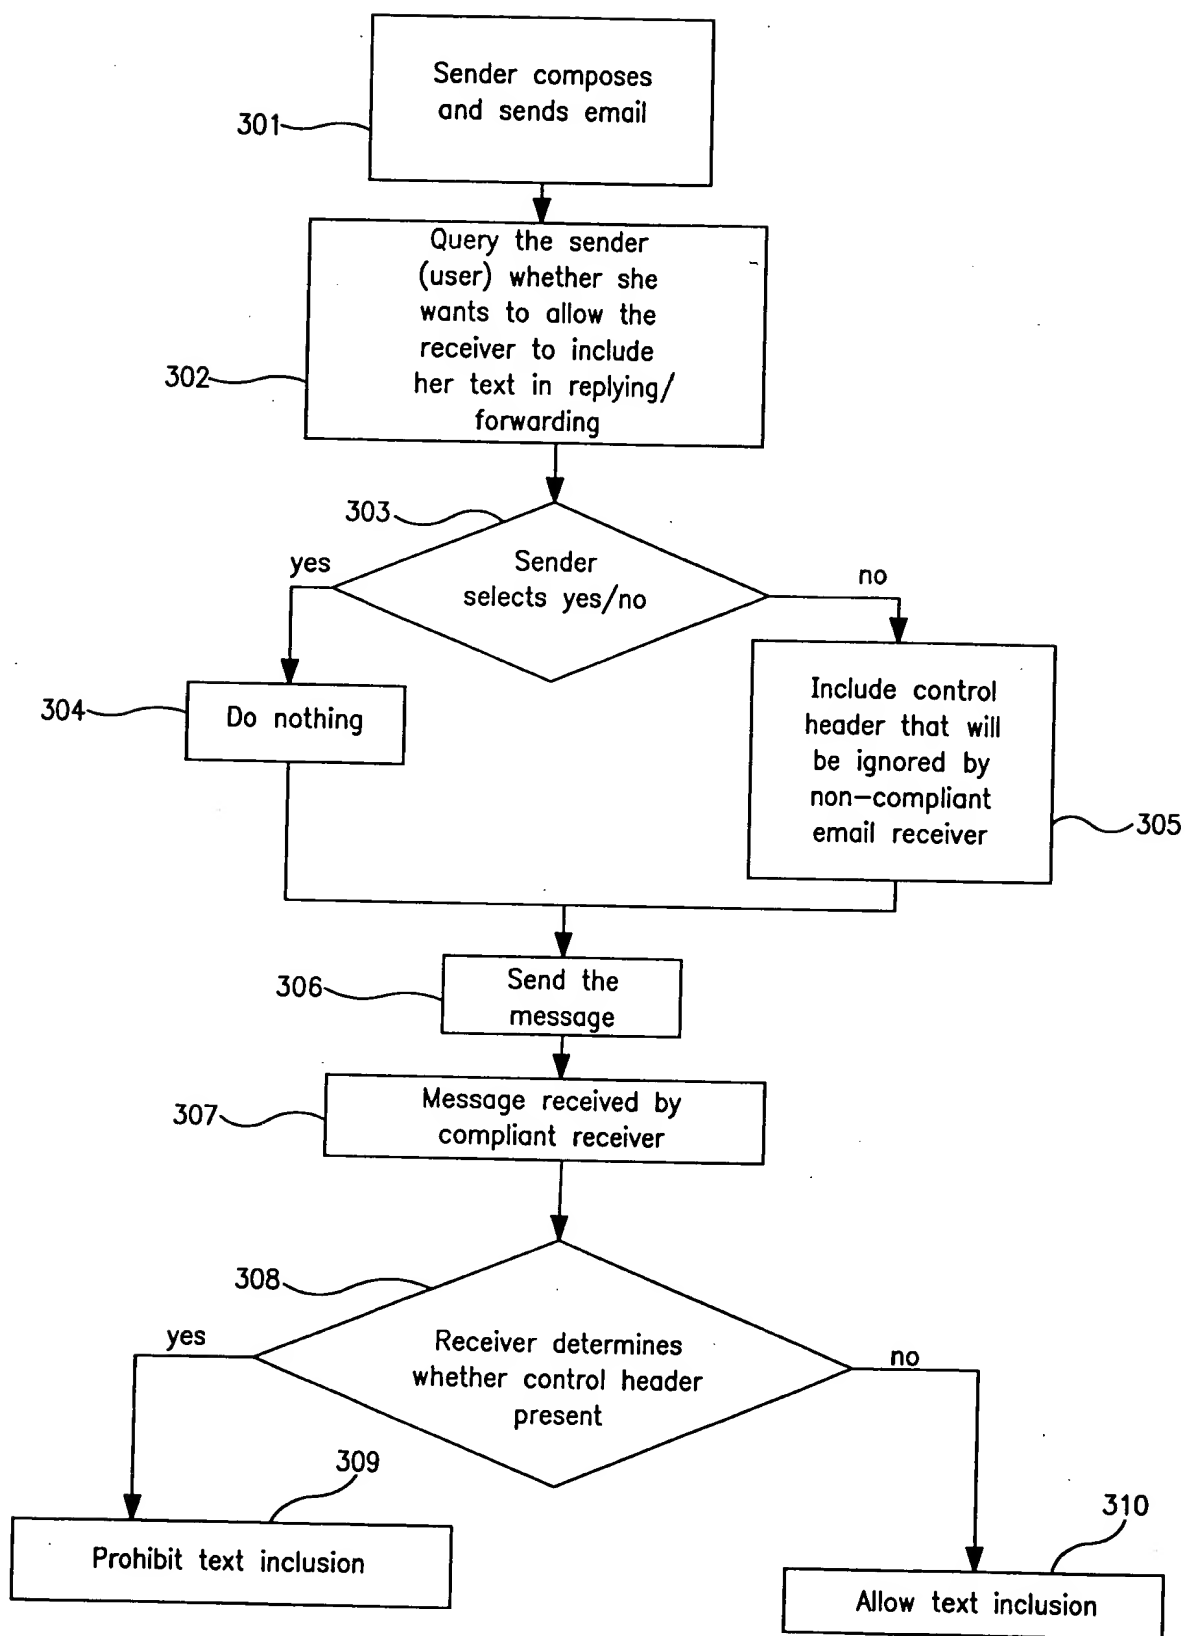 Sender composes
and sends email
301
Query the sender
(user) whether she
wants to allow the
receiver to include
her text in replying/
forwarding
302
303
yes
Sender
selects yes/no
no
304
Do nothing
Include control
header that will
be ignored by
non-compliant
email receiver
305
306
Send the
message
307
Message received by
compliant receiver
308
yes
Receiver determines
whether control header
present
no
309
Prohibit text inclusion
310
Allow text inclusion